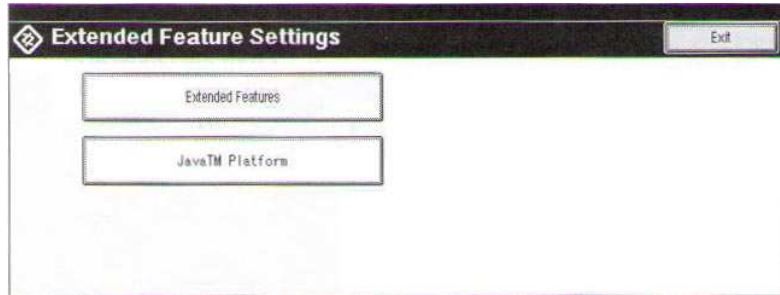 Extended Feature Settings
Exit
Extended Features
JavaTM Platform